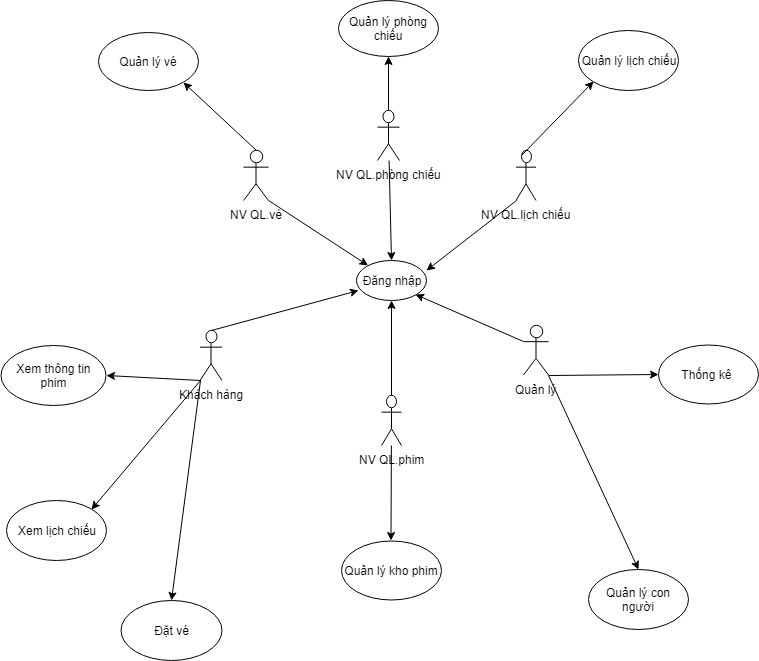 Quản lý phòng
chiếu
Quản lý vé
Quản lý lịch chiếu
NV QL.phòng chiếu
NV QL.vé
NV QL.lịch chiếu
Đăng nhập
Xem thông tin
phim
Khách hàng
Quản lý
Thống kê
NV QL.phim
Xem lịch chiếu
Quản lý kho phim
Quản lý con
người
Đặt vé